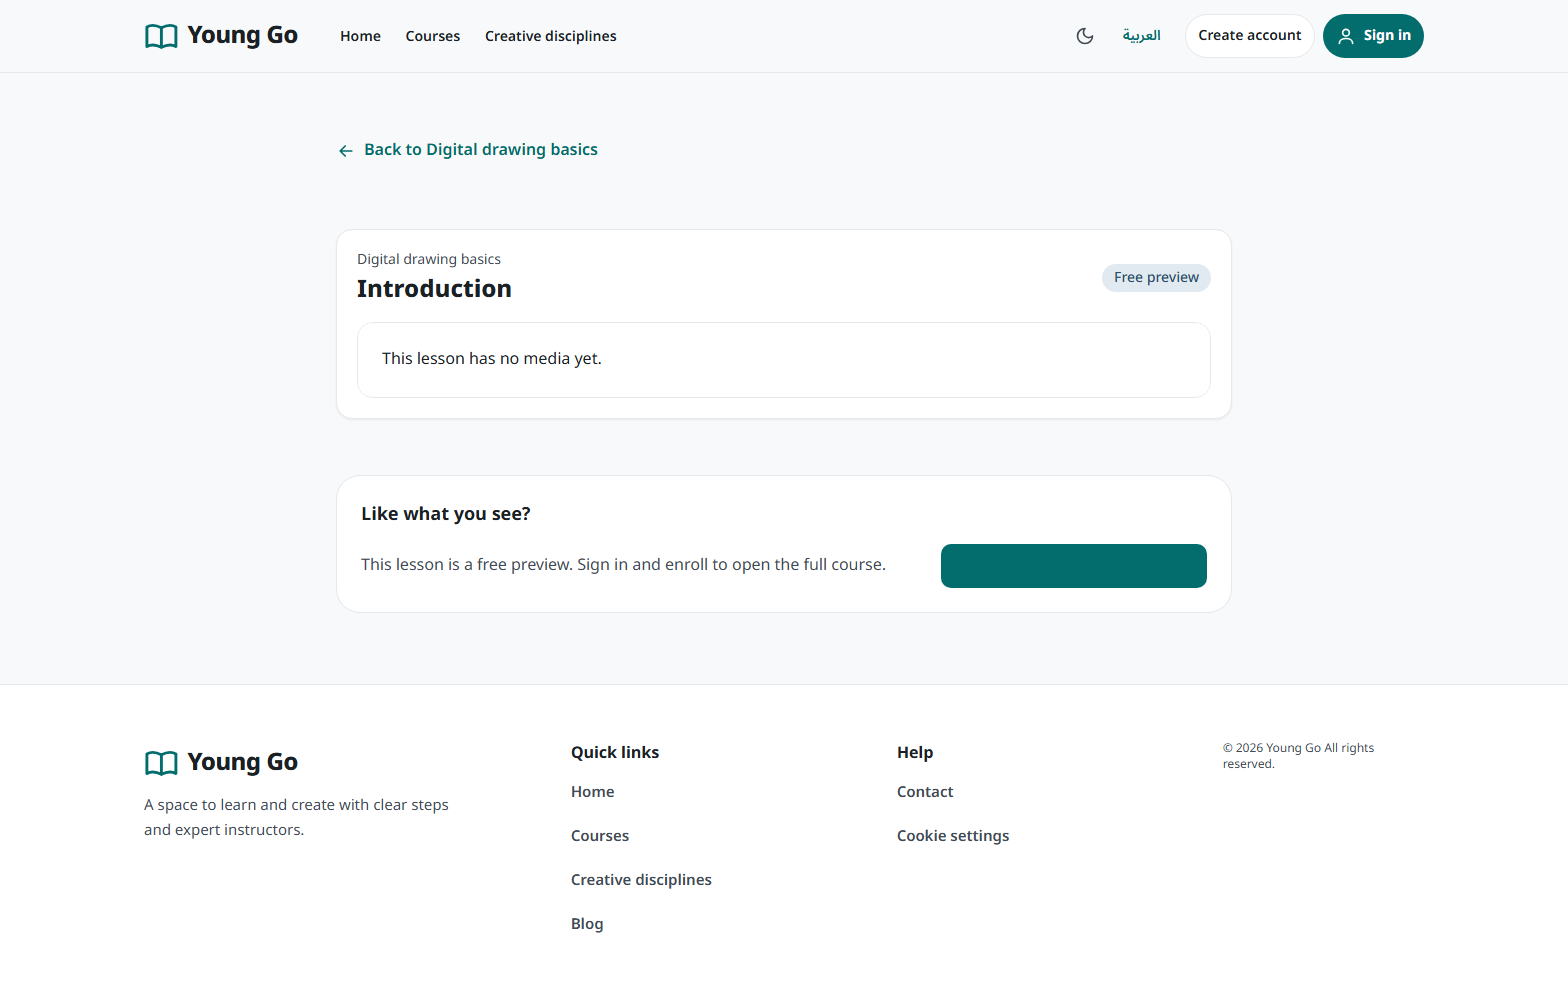 Young Go
Home
Courses
Creative disciplines
العربية
Create account
Sign in
Back to Digital drawing basics
Digital drawing basics
Introduction
Free preview
This lesson has no media yet.
Like what you see?
This lesson is a free preview. Sign in and enroll to open the full course.
Young Go
A space to learn and create with clear steps
and expert instructors.
Quick links
Home
Courses
Creative disciplines
Blog
Help
Contact
Cookie settings
© 2026 Young Go All rights
reserved.